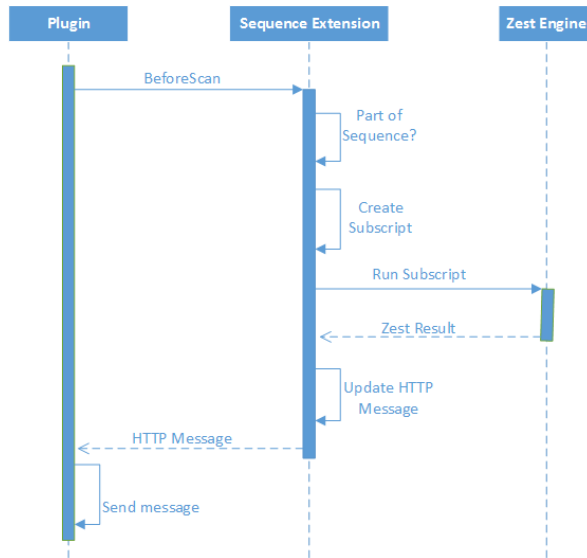 Plugin
Sequence Extension
Zest Engine
BeforeScan
Part of
Sequence?
Create
Subscript
Run Subscript
Zest Result
Update HTTP
Message
HTTP Message
Send message